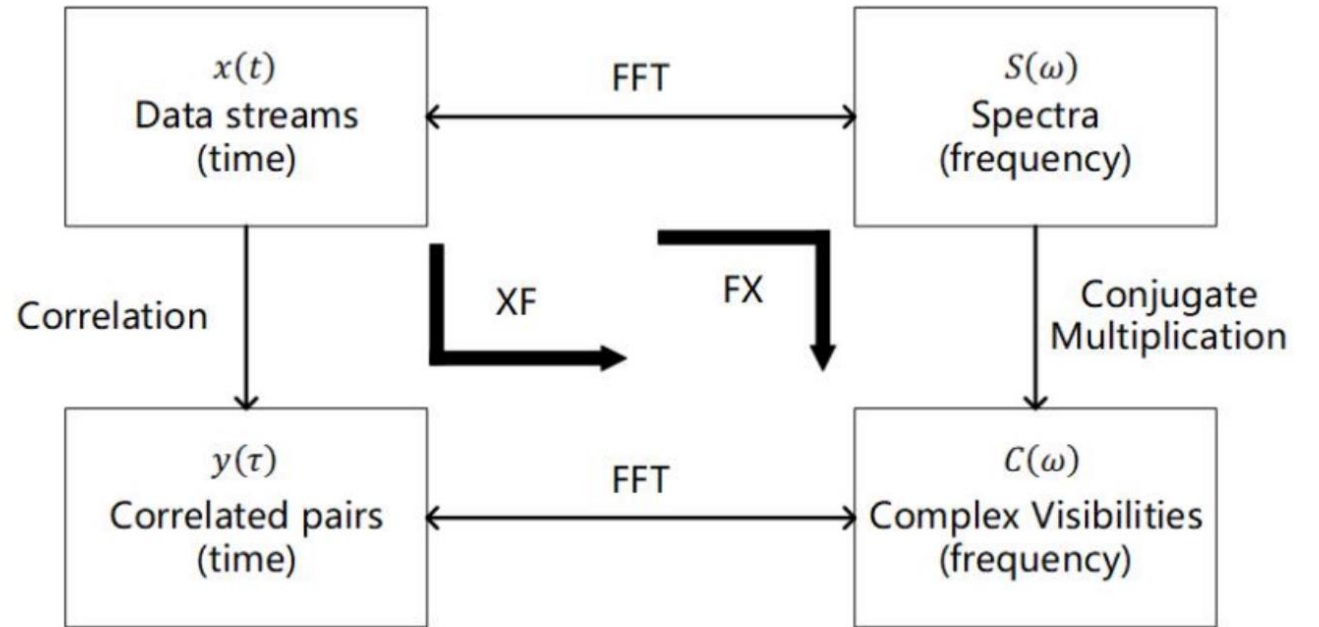 x(t)
Data streams
(time)
FFT
S(ω)
Spectra
(frequency)
Correlation
XF
FX
Conjugate
Multiplication
y(τ)
Correlated pairs
(time)
FFT
C(ω)
Complex Visibilities
(frequency)